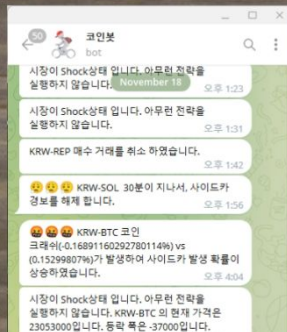 50
코인봇
bot
시장이 Shock상태 입니다. 아무런 전략을
실행하지 않습니다.
오후 1:23
November 18
시장이 Shock상태 입니다. 아무런 전략을
실행하지 않습니다.
오후 1:31
KRW-REP 매수 거래를 취소 하였습니다.
오후 1:42
KRW-SOL 30분이 지나서, 사이드카
경보를 해제 합니다.
오후 1:56
KRW-BTC 코인
크래쉬(-0.16891160292780114%) vs
(0.15299807%)가 발생하여 사이드카 발생 확률이
상승하였습니다.
오후 4:04
시장이 Shock상태 입니다. 아무런 전략을
실행하지 않습니다. KRW-BTC 의 현재 가격은
23053000입니다. 등락 폭은 -37000입니다.